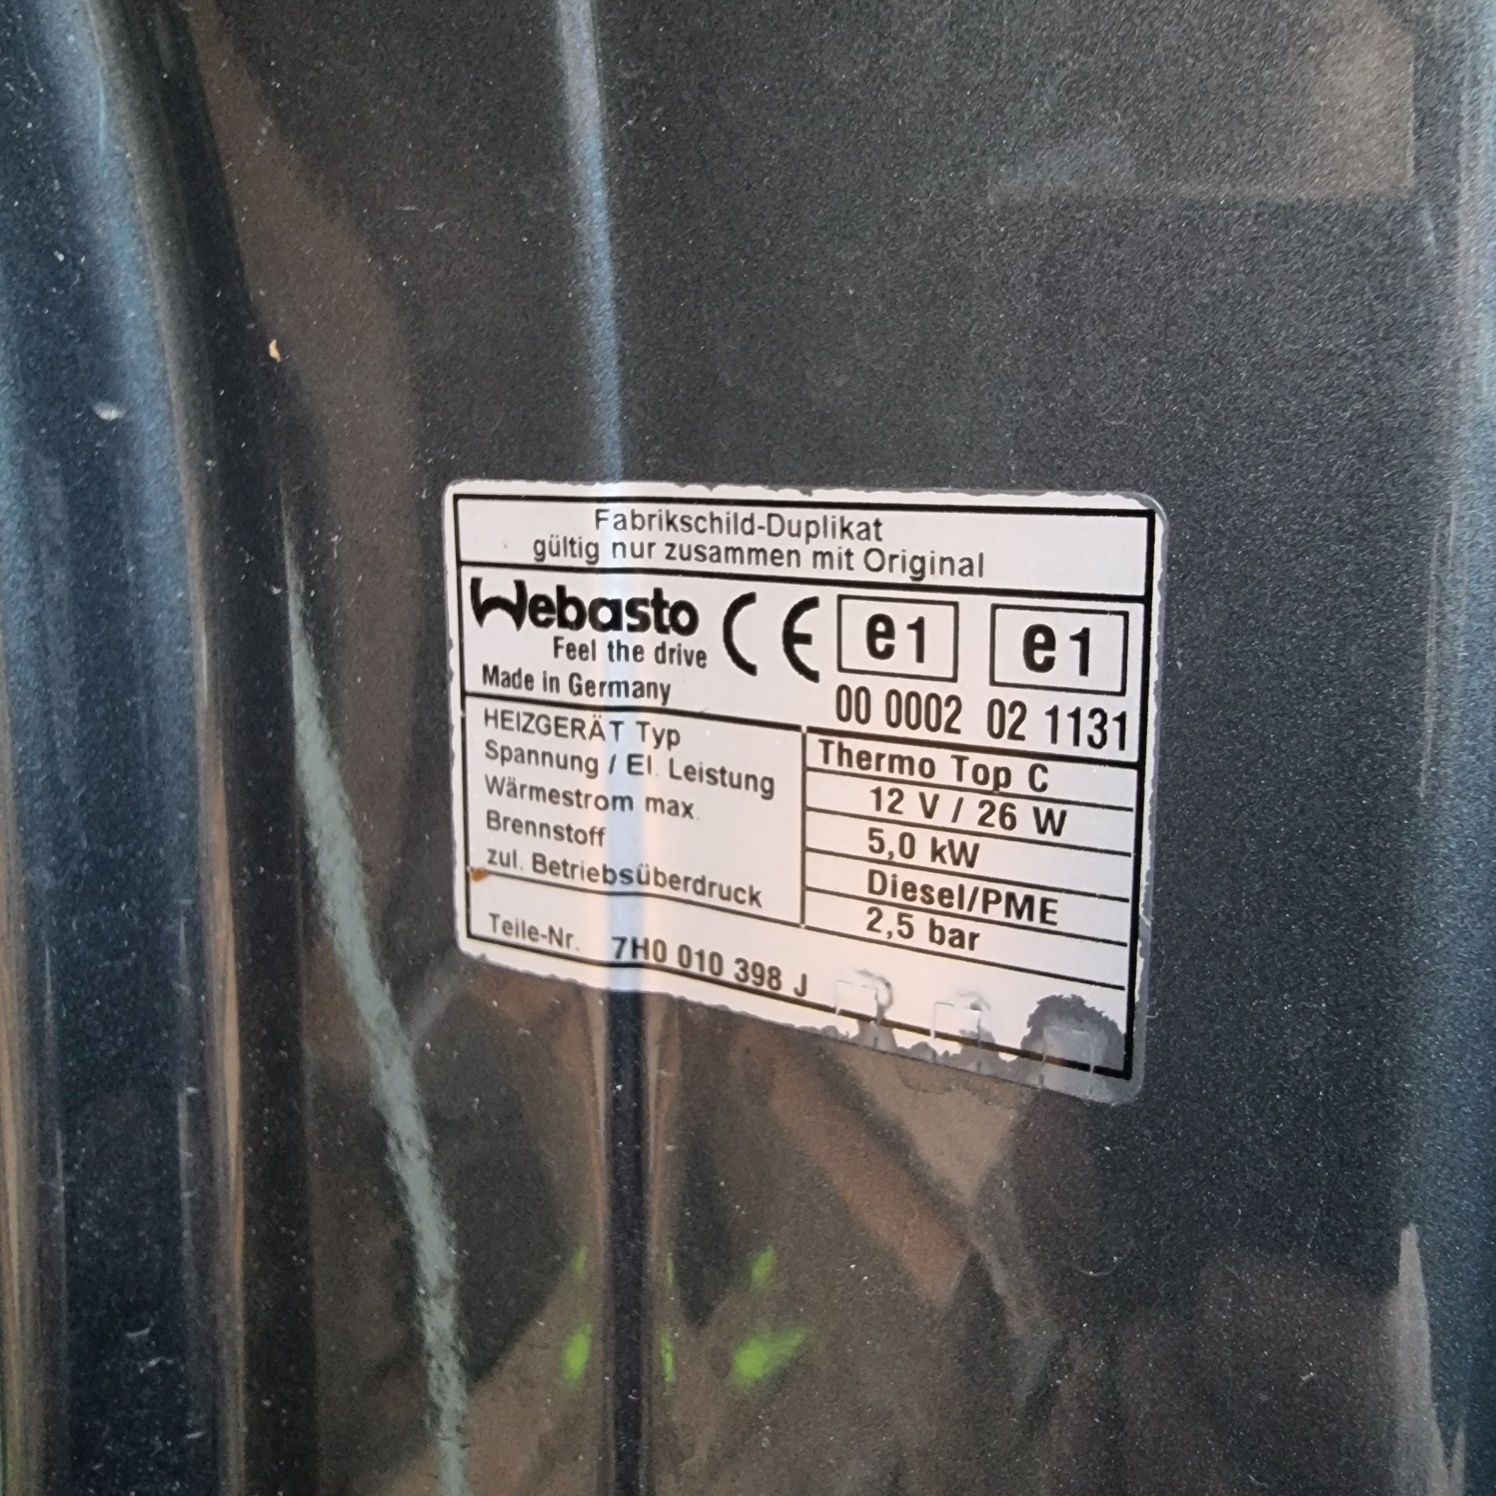 Fabrikschild-Duplikat
gültig nur zusammen mit Original
Webasto CE e1 e1
Feel the drive
Made in Germany 00 0002 02 1131
HEIZGERÄT Typ Thermo Top C
Spannung / El. Leistung 12 V / 26 W
Wärmestrom max. 5,0 kW
Brennstoff Diesel/PME
zul. Betriebsüberdruck 2,5 bar
Teile-Nr. 7H0 010 398 J